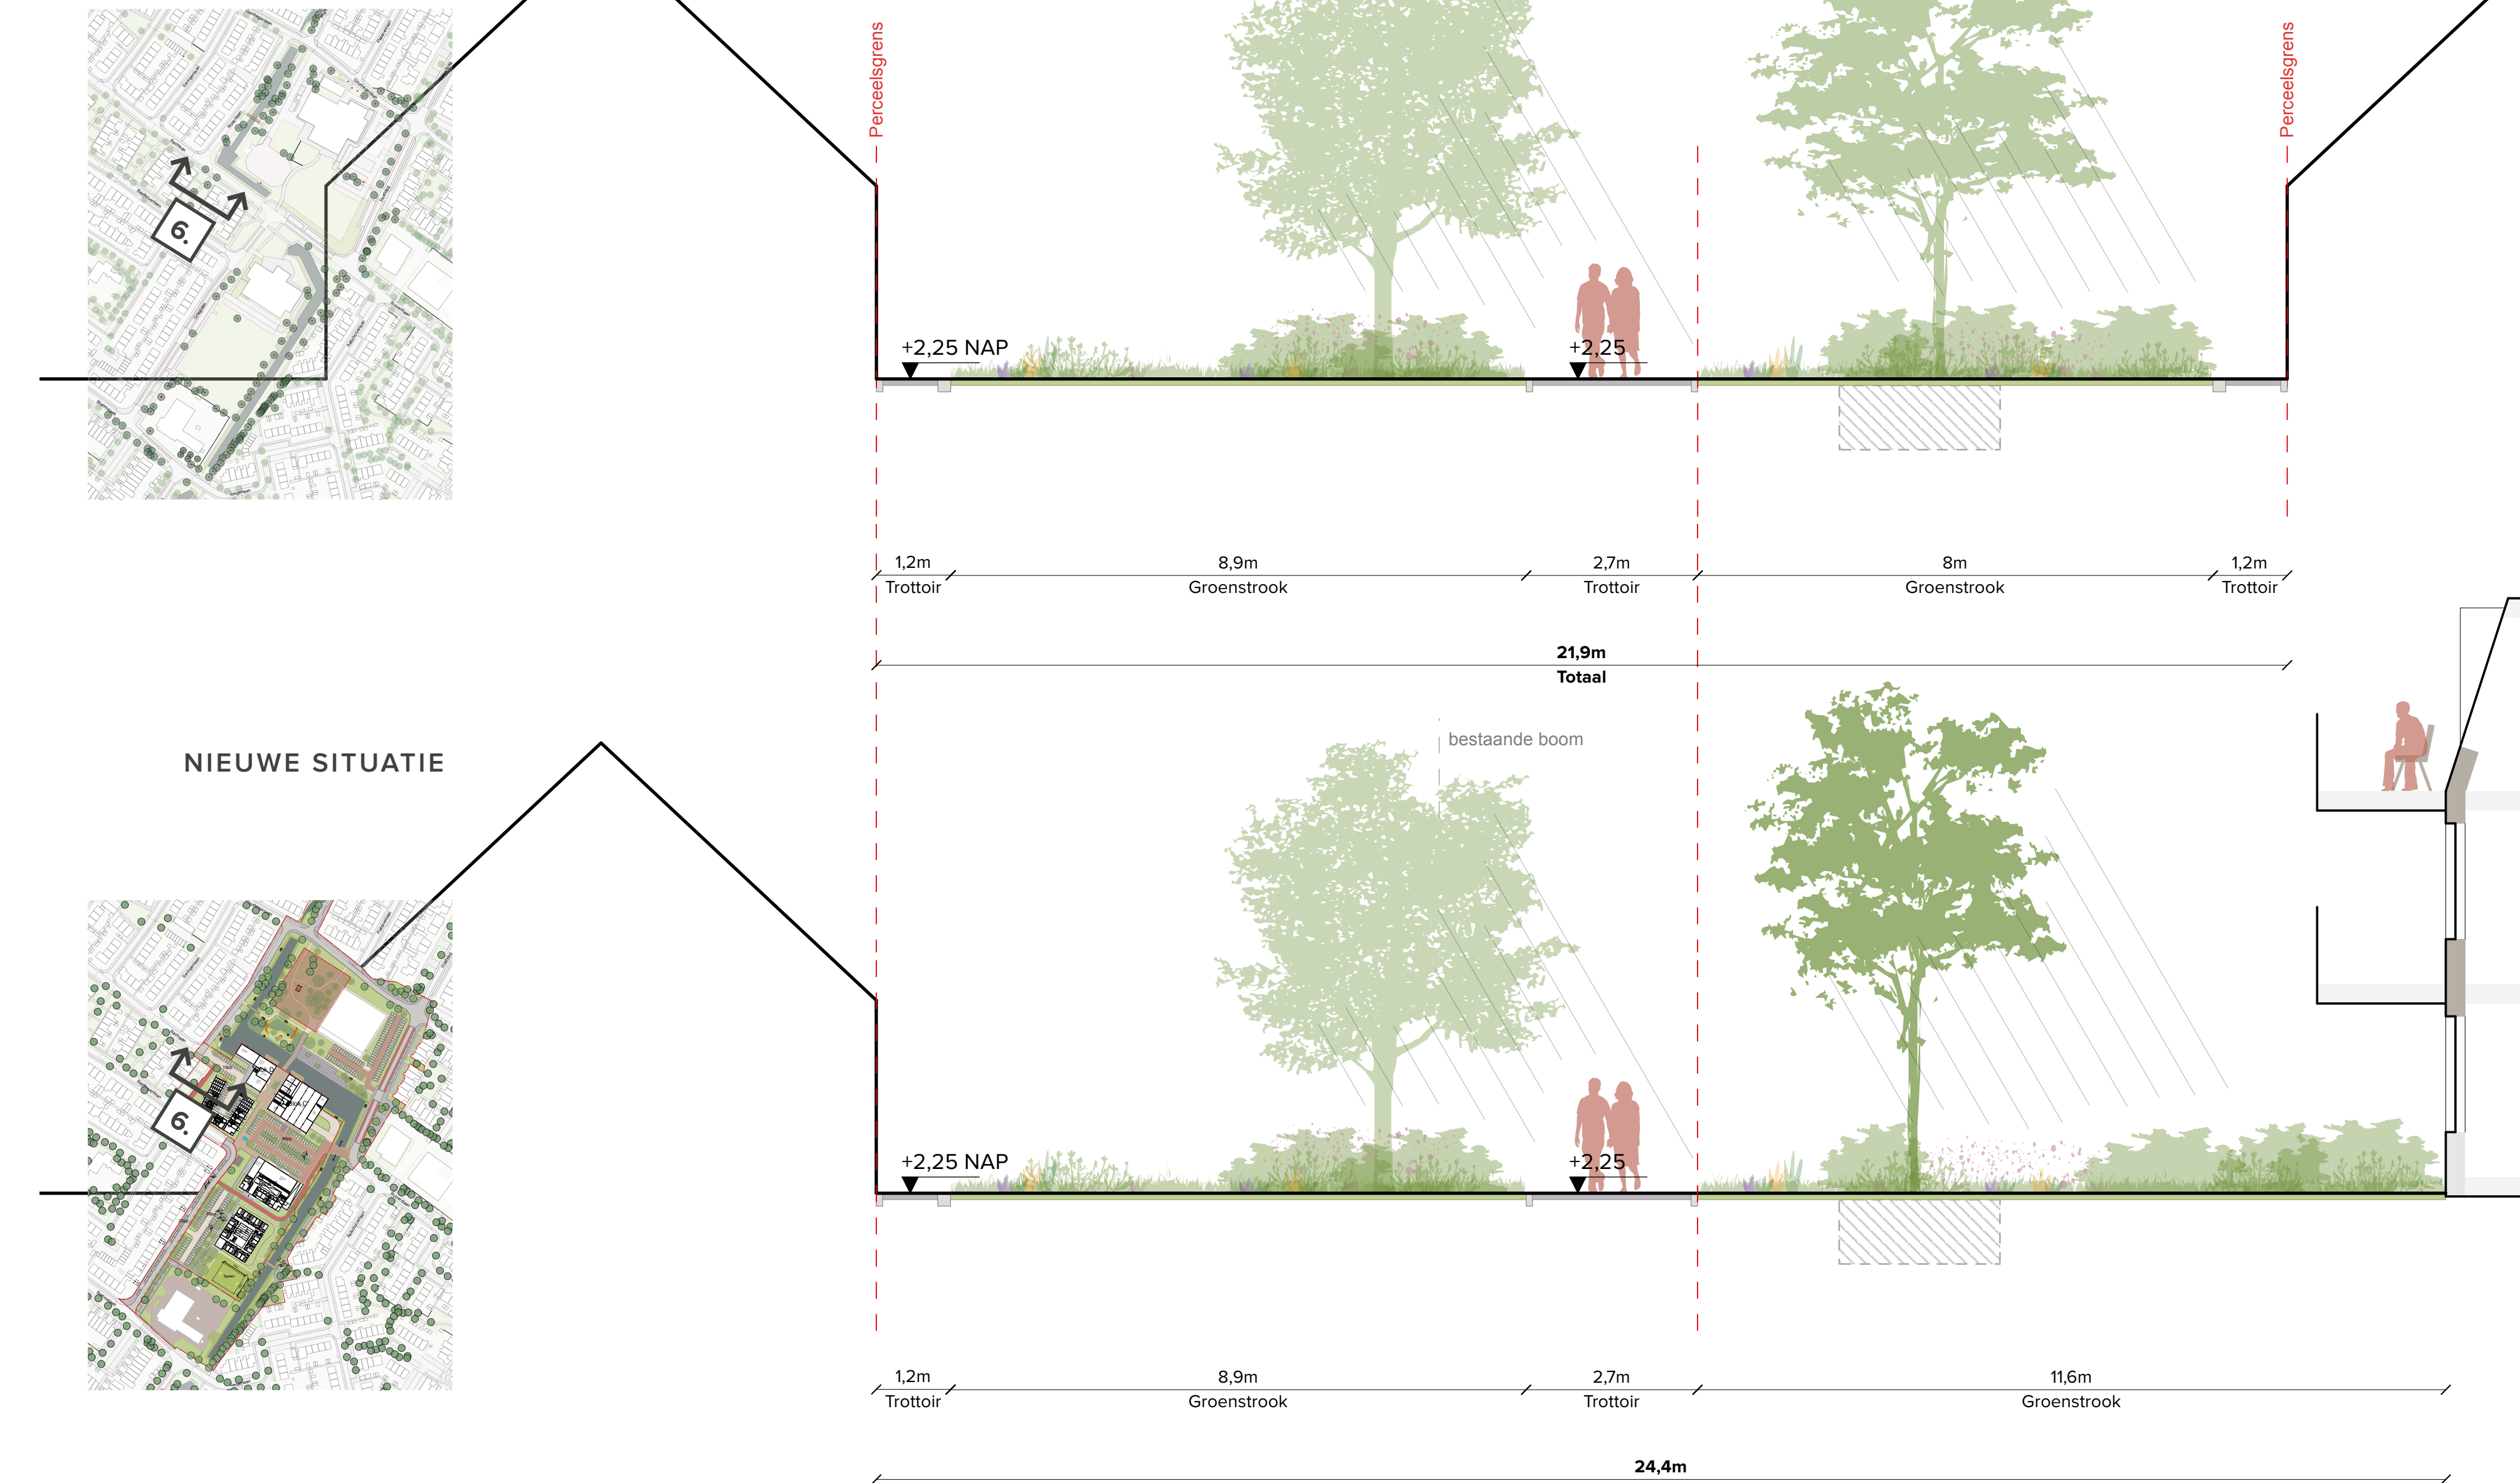 Perceelsgrens
Perceelsgrens
6.
+2,25 NAP
+2,25
1,2m
8,9m
2,7m
8m
1,2m
Trottoir
Groenstrook
Trottoir
Groenstrook
Trottoir
21,9m
Totaal
bestaande boom
NIEUWE SITUATIE
6.
+2,25 NAP
+2,25
1,2m
8,9m
2,7m
11,6m
Trottoir
Groenstrook
Trottoir
Groenstrook
24,4m